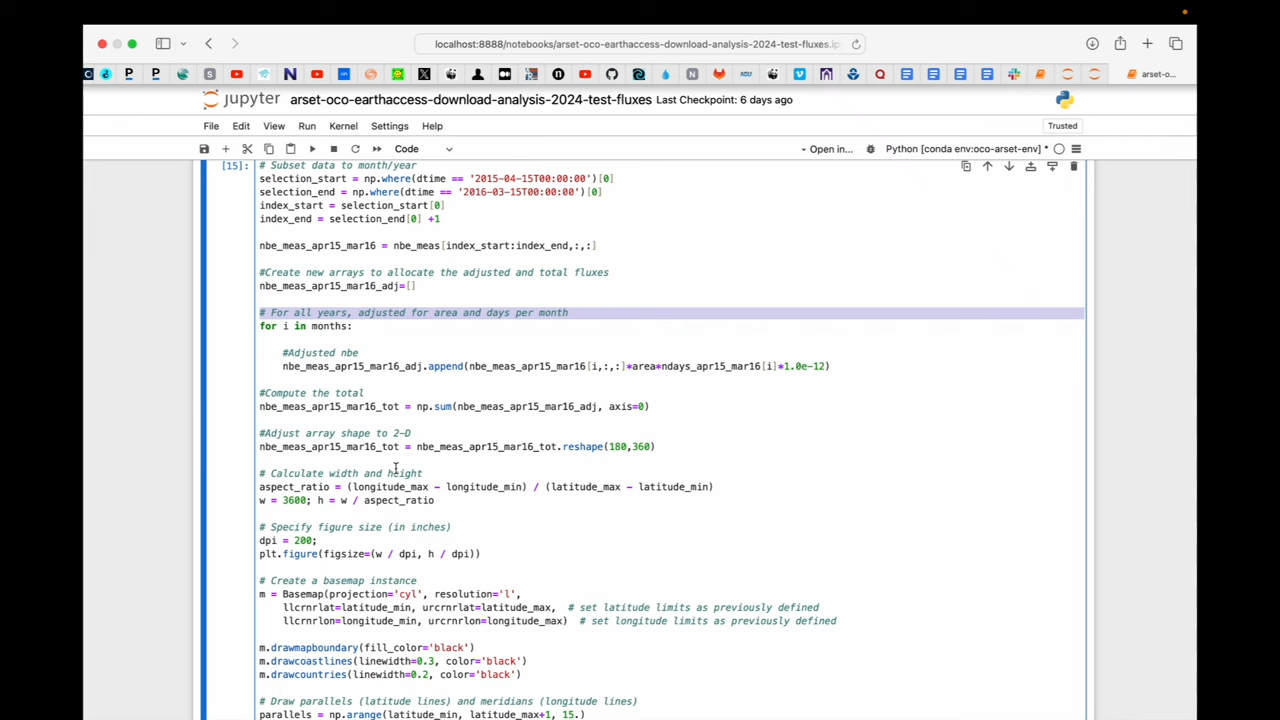 localhost:8888/notebooks/arset-oco-earthaccess-download-analysis-2024-test-fluxes.ip
arset-o...
jupyter arset-oco-earthaccess-download-analysis-2024-test-fluxes Last Checkpoint: 6 days ago
File Edit View Run Kernel Settings Help Trusted
Code Open in... Python [conda env:oco-arset-env] *
[15]: # Subset data to month/year
selection_start = np.where(dtime == '2015-04-15T00:00:00')[0]
selection_end = np.where(dtime == '2016-03-15T00:00:00')[0]
index_start = selection_start[0]
index_end = selection_end[0] +1
nbe_meas_apr15_mar16 = nbe_meas[index_start:index_end,:,:]
#Create new arrays to allocate the adjusted and total fluxes
nbe_meas_apr15_mar16_adj=[]
# For all years, adjusted for area and days per month
for i in months:
#Adjusted nbe
nbe_meas_apr15_mar16_adj.append(nbe_meas_apr15_mar16[i,:,:]*area*ndays_apr15_mar16[i]*1.0e-12)
#Compute the total
nbe_meas_apr15_mar16_tot = np.sum(nbe_meas_apr15_mar16_adj, axis=0)
#Adjust array shape to 2-D
nbe_meas_apr15_mar16_tot = nbe_meas_apr15_mar16_tot.reshape(180,360)
# Calculate width and height
aspect_ratio = (longitude_max - longitude_min) / (latitude_max - latitude_min)
w = 3600; h = w / aspect_ratio
# Specify figure size (in inches)
dpi = 200;
plt.figure(figsize=(w / dpi, h / dpi))
# Create a basemap instance
m = Basemap(projection='cyl', resolution='l',
llcrnrlat=latitude_min, urcrnrlat=latitude_max, # set latitude limits as previously defined
llcrnrlon=longitude_min, urcrnrlon=longitude_max) # set longitude limits as previously defined
m.drawmapboundary(fill_color='black')
m.drawcoastlines(linewidth=0.3, color='black')
m.drawcountries(linewidth=0.2, color='black')
# Draw parallels (latitude lines) and meridians (longitude lines)
parallels = np.arange(latitude_min, latitude_max+1, 15.)